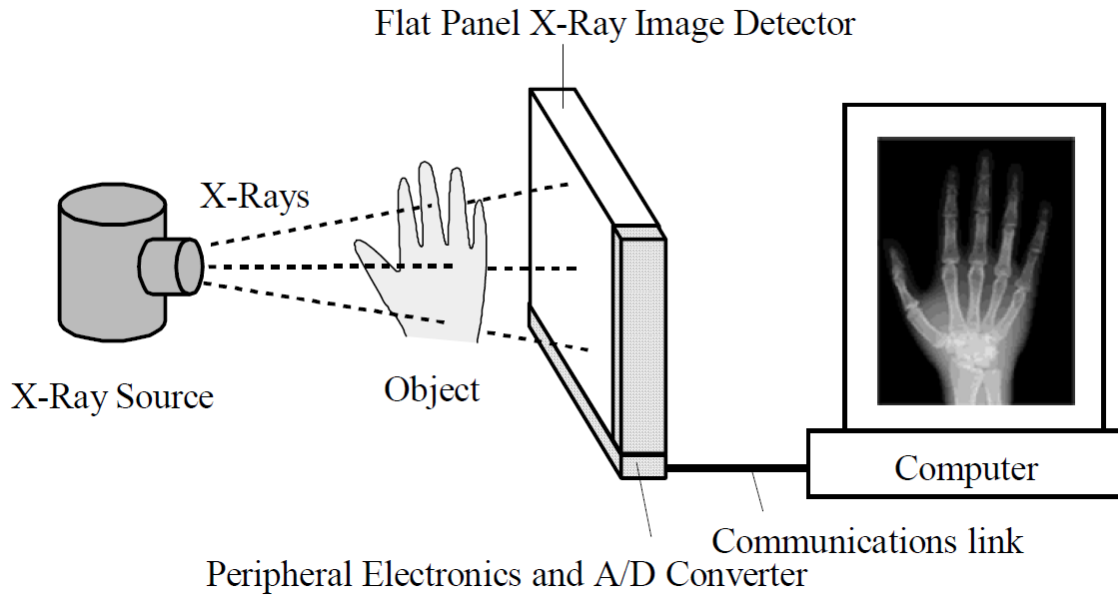 Flat Panel X-Ray Image Detector
X-Rays
X-Ray Source
Object
Computer
Communications link
Peripheral Electronics and A/D Converter